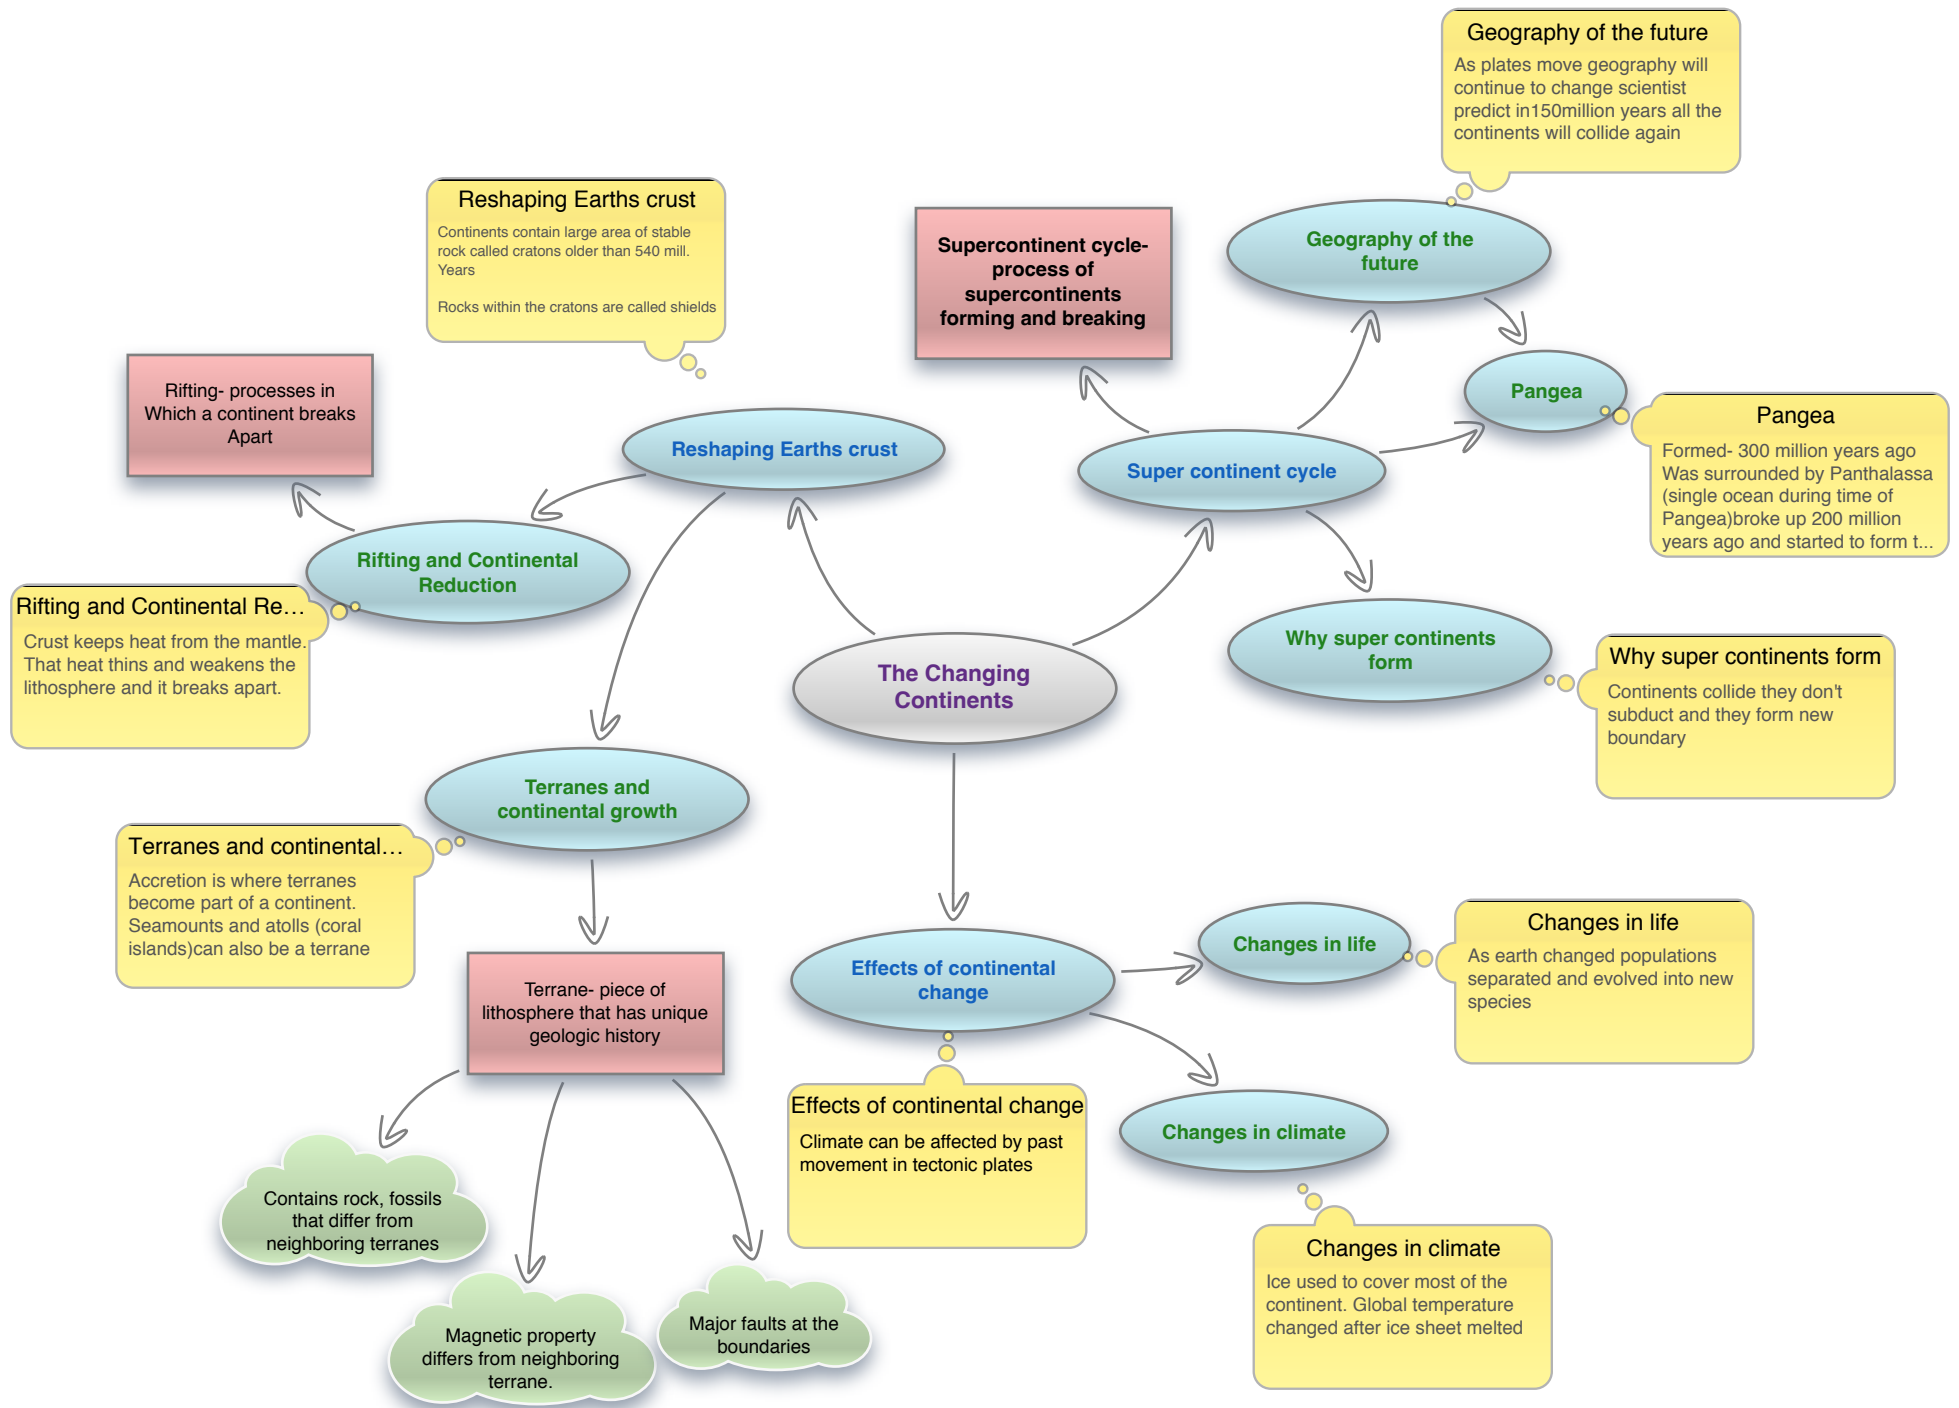 Geography of the future
As plates move geography will
continue to change scientist
predict in150million years all the
continents will collide again
Reshaping Earths crust
Continents contain large area of stable
rock called cratons older than 540 mill.
Years
Rocks within the cratons are called shields
Supercontinent cycle-
process of
supercontinents
forming and breaking
Geography of the
future
Rifting- processes in
Which a continent breaks
Apart
Pangea
Pangea
Formed- 300 million years ago
Was surrounded by Panthalassa
(single ocean during time of
Pangea)broke up 200 million
years ago and started to form t...
Reshaping Earths crust
Super continent cycle
Rifting and Continental
Reduction
Rifting and Continental Re...
Crust keeps heat from the mantle.
That heat thins and weakens the
lithosphere and it breaks apart.
The Changing
Continents
Why super continents
form
Why super continents form
Continents collide they don't
subduct and they form new
boundary
Terranes and
continental growth
Terranes and continental...
Accretion is where terranes
become part of a continent.
Seamounts and atolls (coral
islands)can also be a terrane
Terrane- piece of
lithosphere that has unique
geologic history
Effects of continental
change
Changes in life
Changes in life
As earth changed populations
separated and evolved into new
species
Effects of continental change
Climate can be affected by past
movement in tectonic plates
Changes in climate
Changes in climate
Ice used to cover most of the
continent. Global temperature
changed after ice sheet melted
Contains rock, fossils
that differ from
neighboring terranes
Magnetic property
differs from neighboring
terrane.
Major faults at the
boundaries